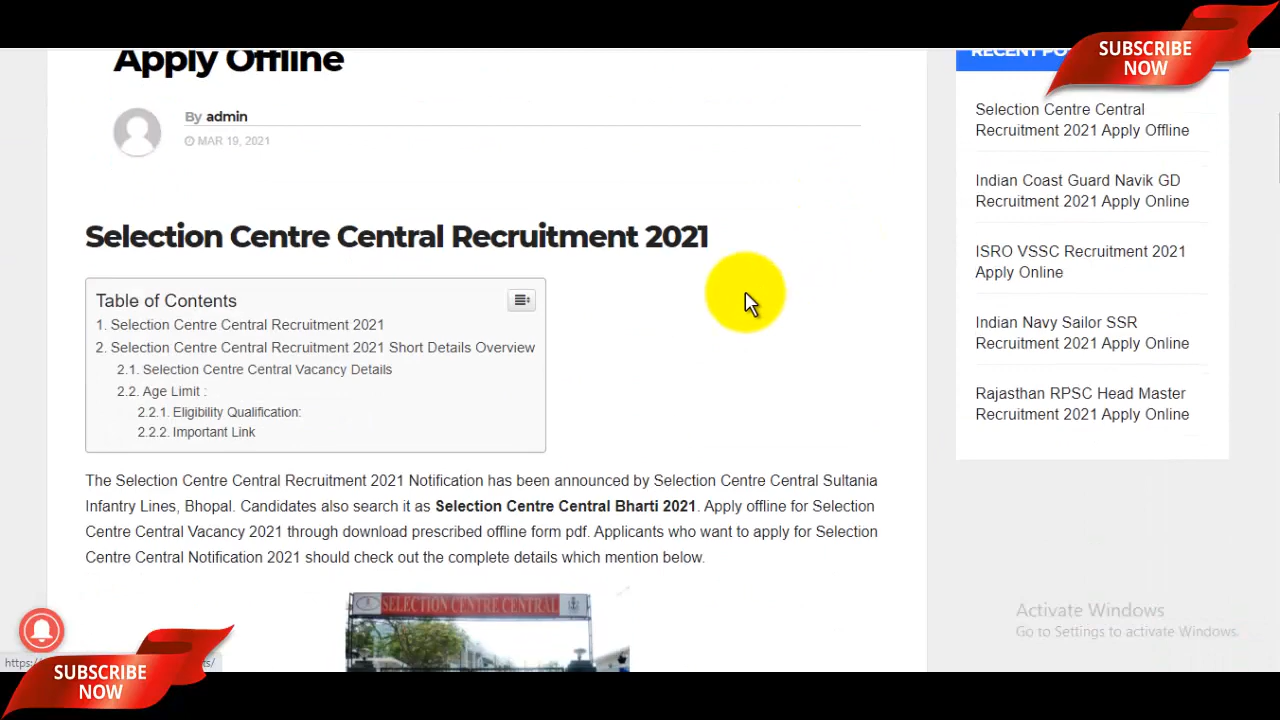 Apply Offline
By admin
MAR 19, 2021
Selection Centre Central Recruitment 2021
Table of Contents
1. Selection Centre Central Recruitment 2021
2. Selection Centre Central Recruitment 2021 Short Details Overview
2.1. Selection Centre Central Vacancy Details
2.2. Age Limit :
2.2.1. Eligibility Qualification:
2.2.2. Important Link
The Selection Centre Central Recruitment 2021 Notification has been announced by Selection Centre Central Sultania
Infantry Lines, Bhopal. Candidates also search it as Selection Centre Central Bharti 2021. Apply offline for Selection
Centre Central Vacancy 2021 through download prescribed offline form pdf. Applicants who want to apply for Selection
Centre Central Notification 2021 should check out the complete details which mention below.
SELECTION CENTRE CENTRAL
RECENT
SUBSCRIBE
NOW
Selection Centre Central
Recruitment 2021 Apply Offline
Indian Coast Guard Navik GD
Recruitment 2021 Apply Online
ISRO VSSC Recruitment 2021
Apply Online
Indian Navy Sailor SSR
Recruitment 2021 Apply Online
Rajasthan RPSC Head Master
Recruitment 2021 Apply Online
Activate Windows
Go to Settings to activate Windows.
https:
SUBSCRIBE
NOW